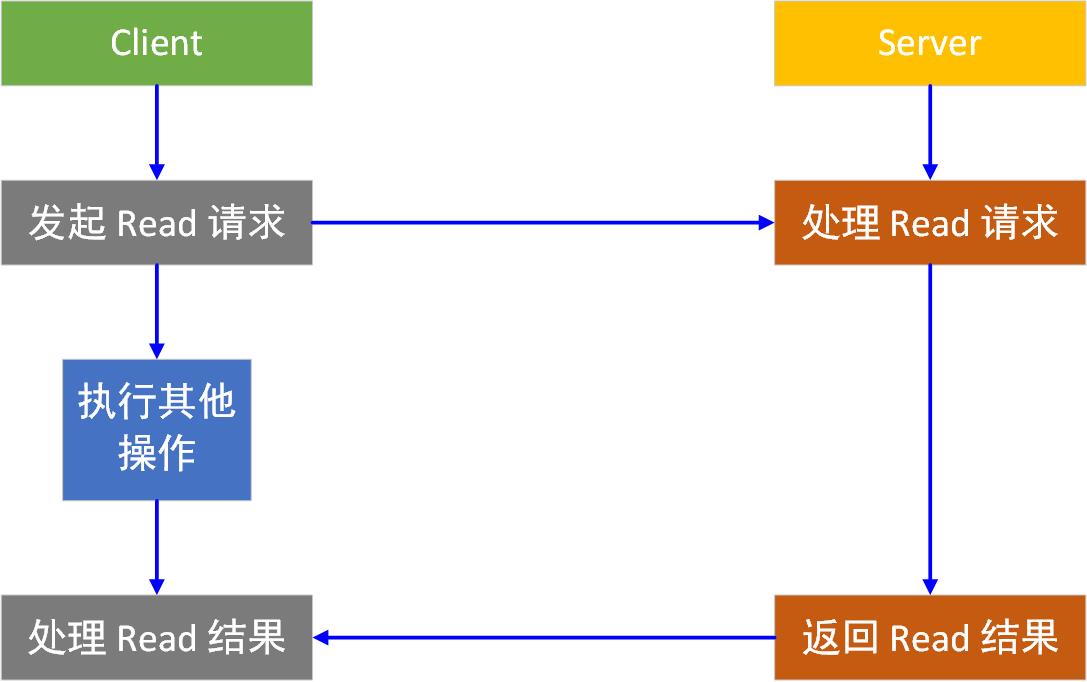 Client
Server
发起 Read 请求
处理 Read 请求
执行其他
操作
处理 Read 结果
返回 Read 结果